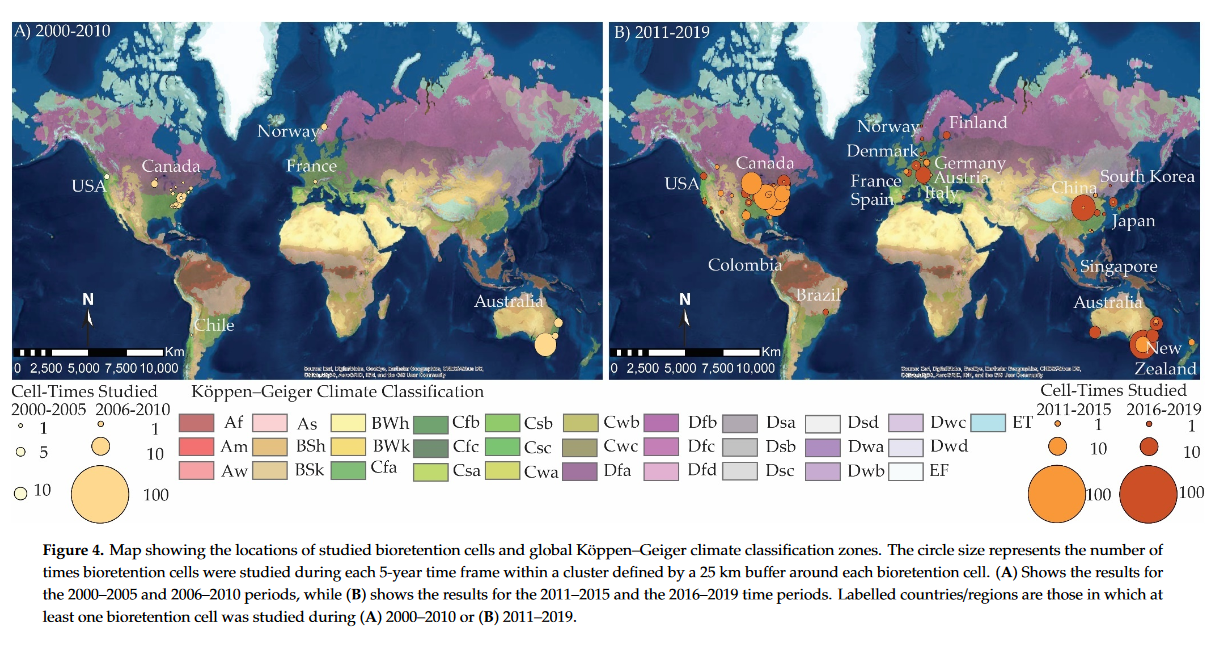 A) 2000-2010
Norway
Canada
France
USA
Australia
Chile
N
Km
0 2,500 5,000 7,500 10,000
B) 2011-2019
Norway
Finland
Denmark
Canada
Germany
USA
France
Austria
South Korea
Spain
Italy
China
Japan
Colombia
Singapore
Brazil
Australia
N
New
Zealand
Km
0 2,500 5,000 7,500 10,000
Cell-Times Studied
2000-2005 2006-2010
1 1
5 10
10 100
Köppen–Geiger Climate Classification
Af As BWh Cfb Csb Cwb Dfb Dsa Dsd Dwc ET
Am BSh BWk Cfc Csc Cwc Dfc Dsb Dwa Dwd
Aw BSk Cfa Csa Cwa Dfa Dfd Dsc Dwb EF
Cell-Times Studied
2011-2015 2016-2019
1 1
10 10
100 100
Figure 4. Map showing the locations of studied bioretention cells and global Köppen–Geiger climate classification zones. The circle size represents the number of
times bioretention cells were studied during each 5-year time frame within a cluster defined by a 25 km buffer around each bioretention cell. (A) Shows the results for
the 2000–2005 and 2006–2010 periods, while (B) shows the results for the 2011–2015 and the 2016–2019 time periods. Labelled countries/regions are those in which at
least one bioretention cell was studied during (A) 2000–2010 or (B) 2011–2019.